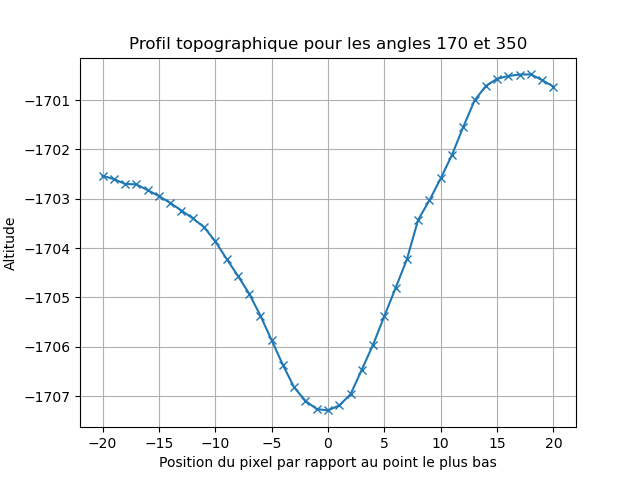 Profil topographique pour les angles 170 et 350
Altitude
−1701
−1702
−1703
−1704
−1705
−1706
−1707
−20 −15 −10 −5 0 5 10 15 20
Position du pixel par rapport au point le plus bas